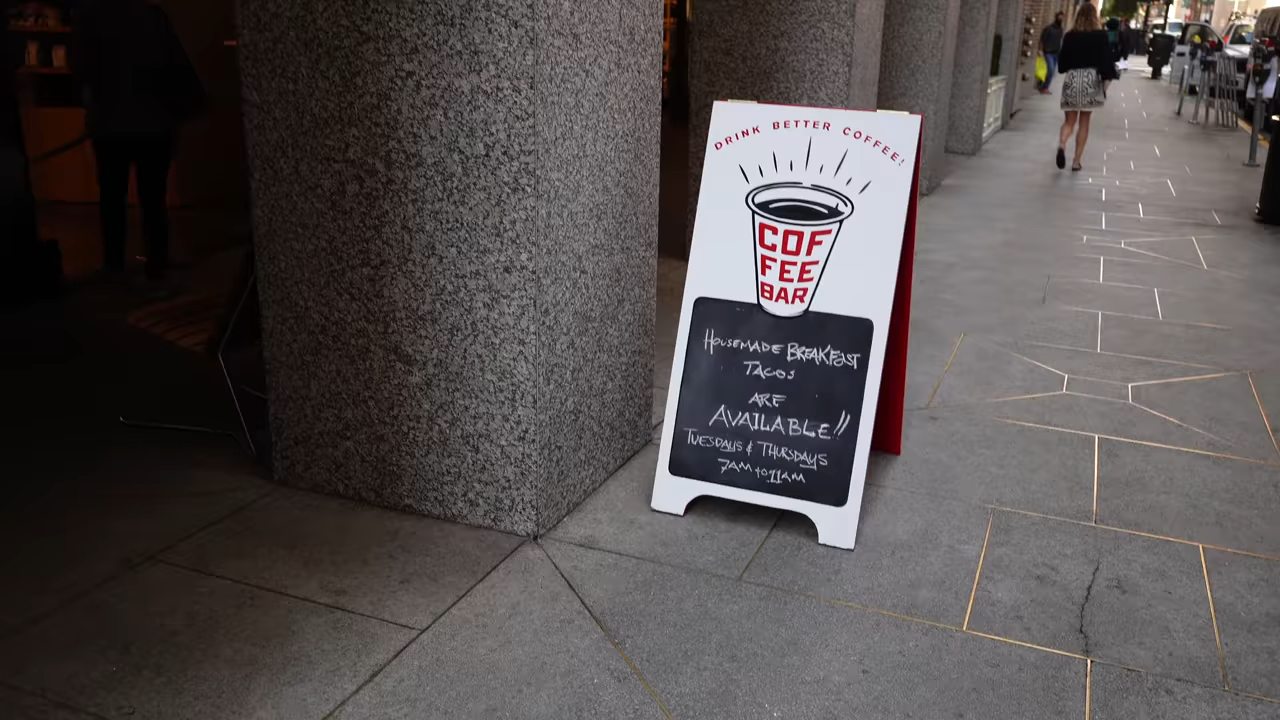 DRINK BETTER COFFEE!
COF
FEE
BAR
HOUSEMADE BREAKFAST
TACOS
ARE
AVAILABLE!!
TUESDAYS & THURSDAYS
7AM to 11AM